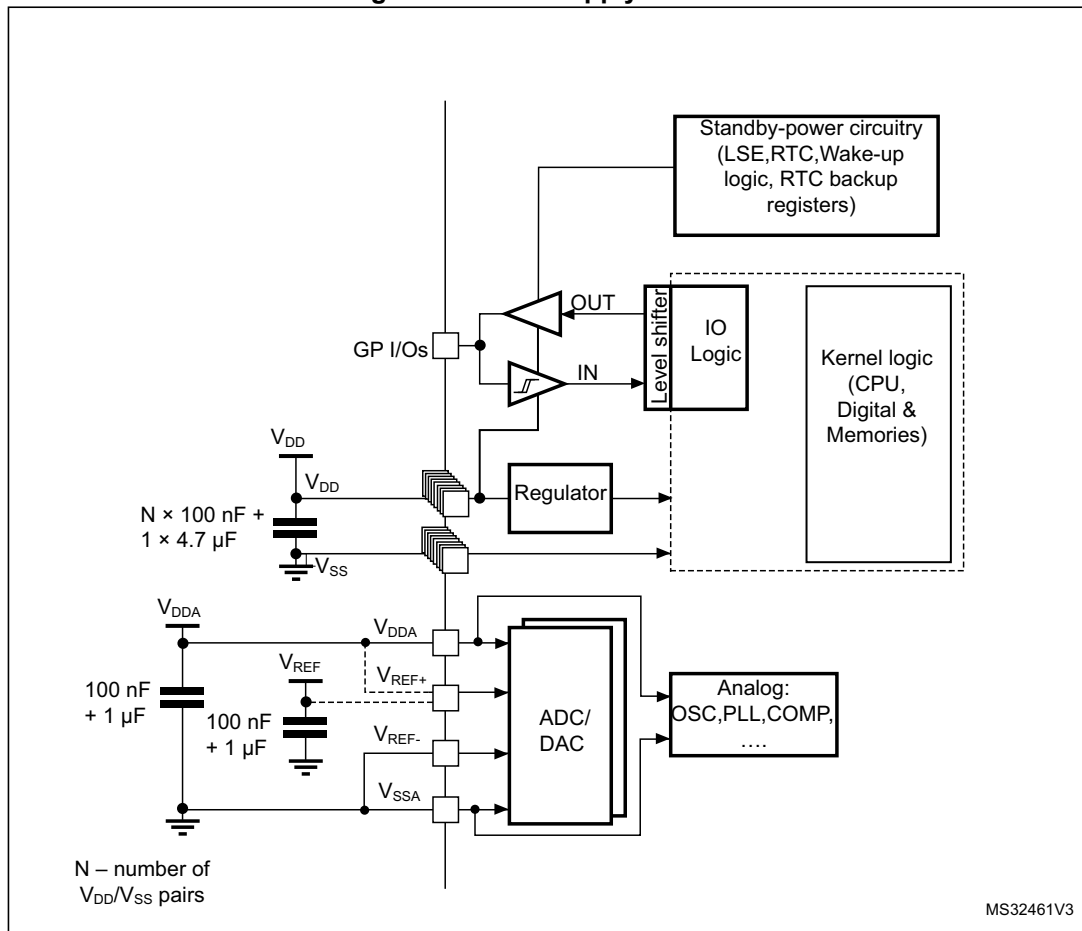 Standby-power circuitry
(LSE,RTC,Wake-up
logic, RTC backup
registers)
OUT
Level shifter
IO
Logic
GP I/Os
IN
Kernel logic
(CPU,
Digital &
Memories)
VDD
VDD
Regulator
N × 100 nF +
1 × 4.7 µF
VSS
VDDA
VDDA
VREF
VREF+
100 nF
+ 1 µF
100 nF
+ 1 µF
ADC/
DAC
Analog:
OSC,PLL,COMP,
….
VREF-
VSSA
N – number of
VDD/VSS pairs
MS32461V3